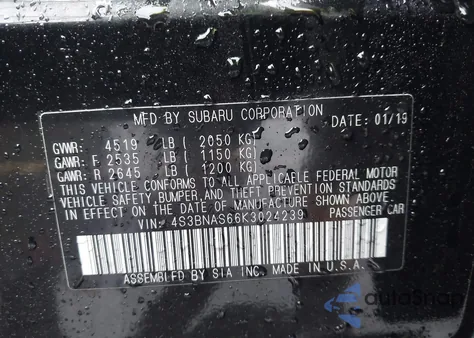 MFD BY SUBARU CORPORATION DATE: 01/19
GVWR: 4519 LB ( 2050 KG)
GAWR: F 2535 LB ( 1150 KG)
GAWR: R 2645 LB ( 1200 KG)
THIS VEHICLE CONFORMS TO ALL APPLICABLE FEDERAL MOTOR
VEHICLE SAFETY, BUMPER, AND THEFT PREVENTION STANDARDS
IN EFFECT ON THE DATE OF MANUFACTURE SHOWN ABOVE.
VIN: 4S3BNAS66K3024239 PASSENGER CAR
ASSEMBLED BY SIA INC. MADE IN U.S.A.
autoSnap